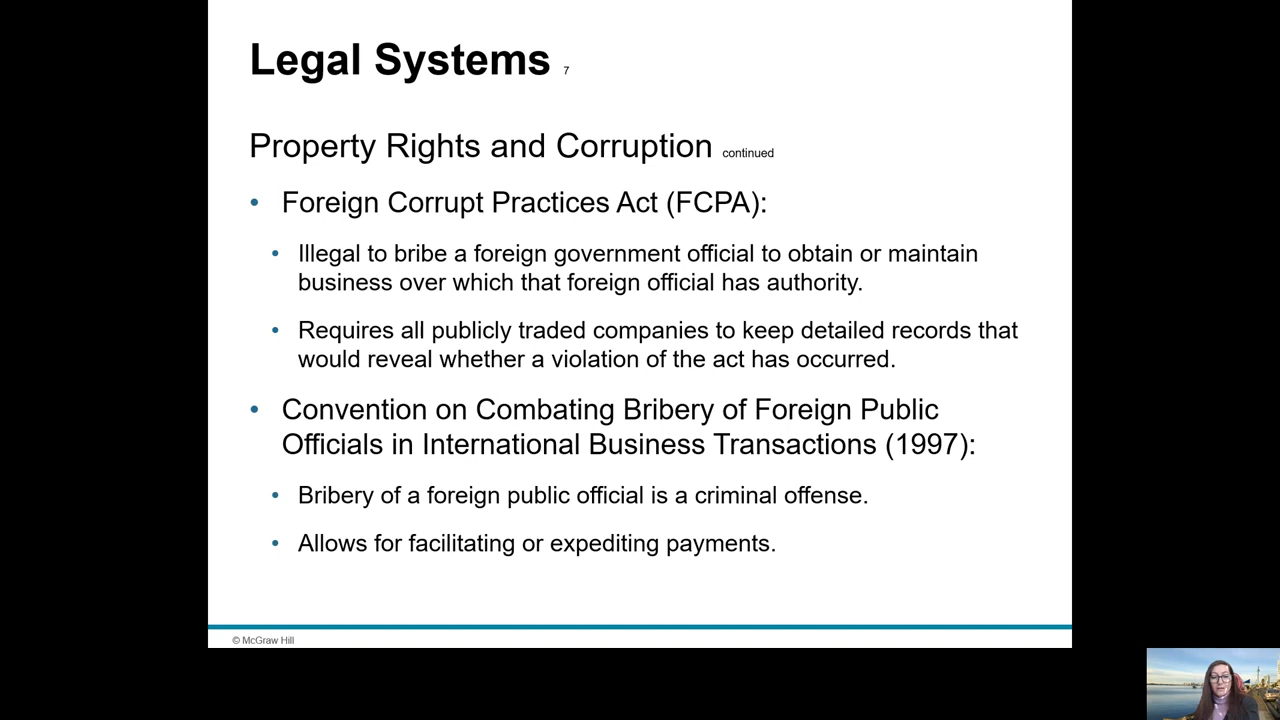 Legal Systems 7
Property Rights and Corruption continued
• Foreign Corrupt Practices Act (FCPA):
• Illegal to bribe a foreign government official to obtain or maintain
business over which that foreign official has authority.
• Requires all publicly traded companies to keep detailed records that
would reveal whether a violation of the act has occurred.
• Convention on Combating Bribery of Foreign Public
Officials in International Business Transactions (1997):
• Bribery of a foreign public official is a criminal offense.
• Allows for facilitating or expediting payments.
© McGraw Hill